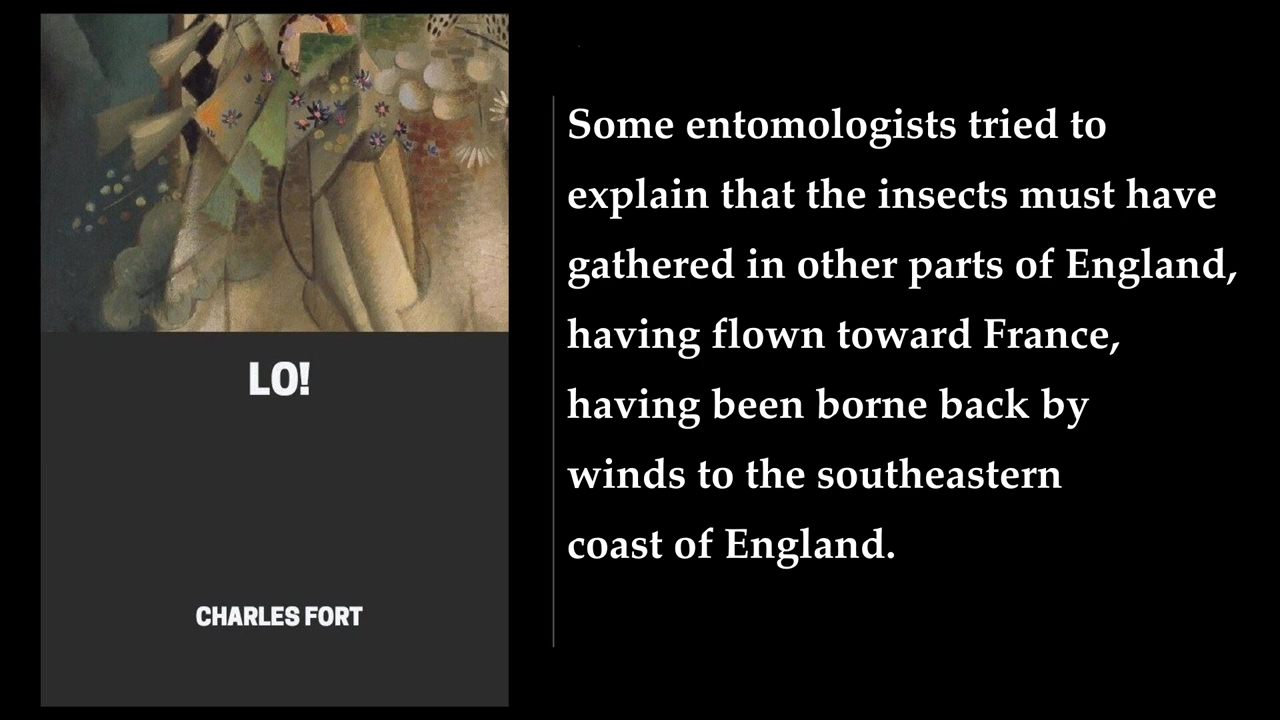 LO!
CHARLES FORT
Some entomologists tried to
explain that the insects must have
gathered in other parts of England,
having flown toward France,
having been borne back by
winds to the southeastern
coast of England.